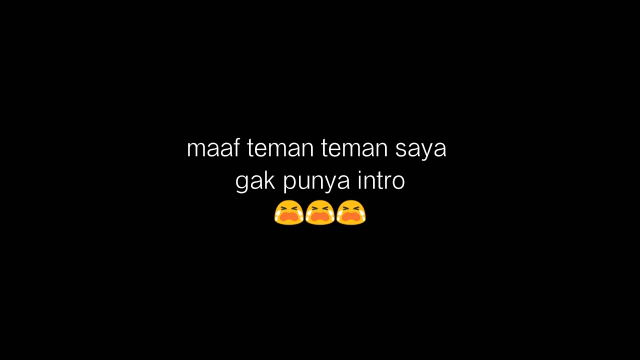 maaf teman teman saya
gak punya intro
😭😭😭